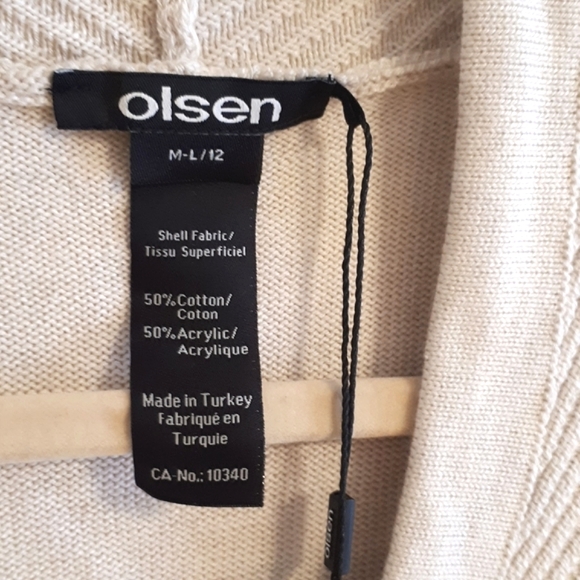 olsen
M-L/12
Shell Fabric/
Tissu Superficiel
50%Cotton/
Coton
50%Acrylic/
Acrylique
Made in Turkey
Fabriqué en
Turquie
CA-No.: 10340
olsen